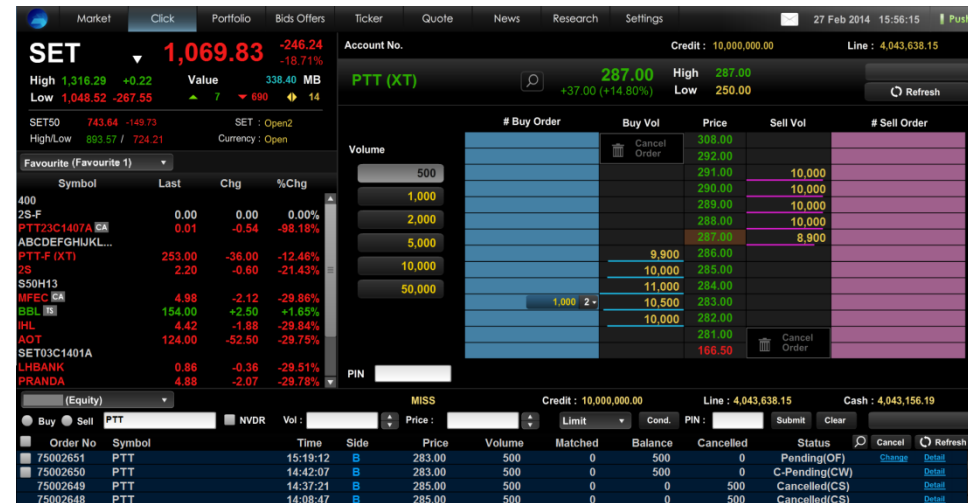 Market Click Portfolio Bids Offers Ticker Quote News Research Settings 27 Feb 2014 15:56:15 Push
SET 1,069.83 -246.24 -18.71%
High 1,316.29 +0.22 Value 338.40 MB
Low 1,048.52 -267.55 7 690 14
SET50 743.64 -149.73 SET : Open2
High/Low 893.57 / 724.21 Currency : Open
Favourite (Favourite 1)
Symbol Last Chg %Chg
400
2S-F 0.00 0.00 0.00%
PTT23C1407A CA 0.01 -0.54 -98.18%
ABCDEFGHIJKL...
PTT-F (XT) 253.00 -36.00 -12.46%
2S 2.20 -0.60 -21.43%
S50H13
MFEC CA 4.98 -2.12 -29.86%
BBL TS 154.00 +2.50 +1.65%
IHL 4.42 -1.88 -29.84%
AOT 124.00 -52.50 -29.75%
SET03C1401A
LHBANK 0.86 -0.36 -29.51%
PRANDA 4.88 -2.07 -29.78%
Account No. Credit : 10,000,000.00 Line : 4,043,638.15
PTT (XT) 287.00 +37.00 (+14.80%) High 287.00 Low 250.00 Refresh
# Buy Order Buy Vol Price Sell Vol # Sell Order
Volume
500
1,000
2,000
5,000
10,000
50,000
PIN
Cancel Order 308.00
292.00
291.00 10,000
290.00 10,000
289.00 10,000
288.00 10,000
287.00 8,900
9,900 286.00
10,000 285.00
11,000 284.00
1,000 2 10,500 283.00
10,000 282.00
281.00 Cancel Order
166.50
(Equity) MISS Credit : 10,000,000.00 Line : 4,043,638.15 Cash : 4,043,156.19
Buy Sell PTT NVDR Vol : Price : Limit Cond. PIN : Submit Clear
Order No Symbol Time Side Price Volume Matched Balance Cancelled Status Cancel Refresh
75002651 PTT 15:19:12 B 283.00 500 0 500 0 Pending(OF) Change Detail
75002650 PTT 14:42:07 B 283.00 500 0 500 0 C-Pending(CW) Detail
75002649 PTT 14:37:21 B 285.00 500 0 0 500 Cancelled(CS) Detail
75002648 PTT 14:08:47 B 285.00 500 0 0 500 Cancelled(CS) Detail